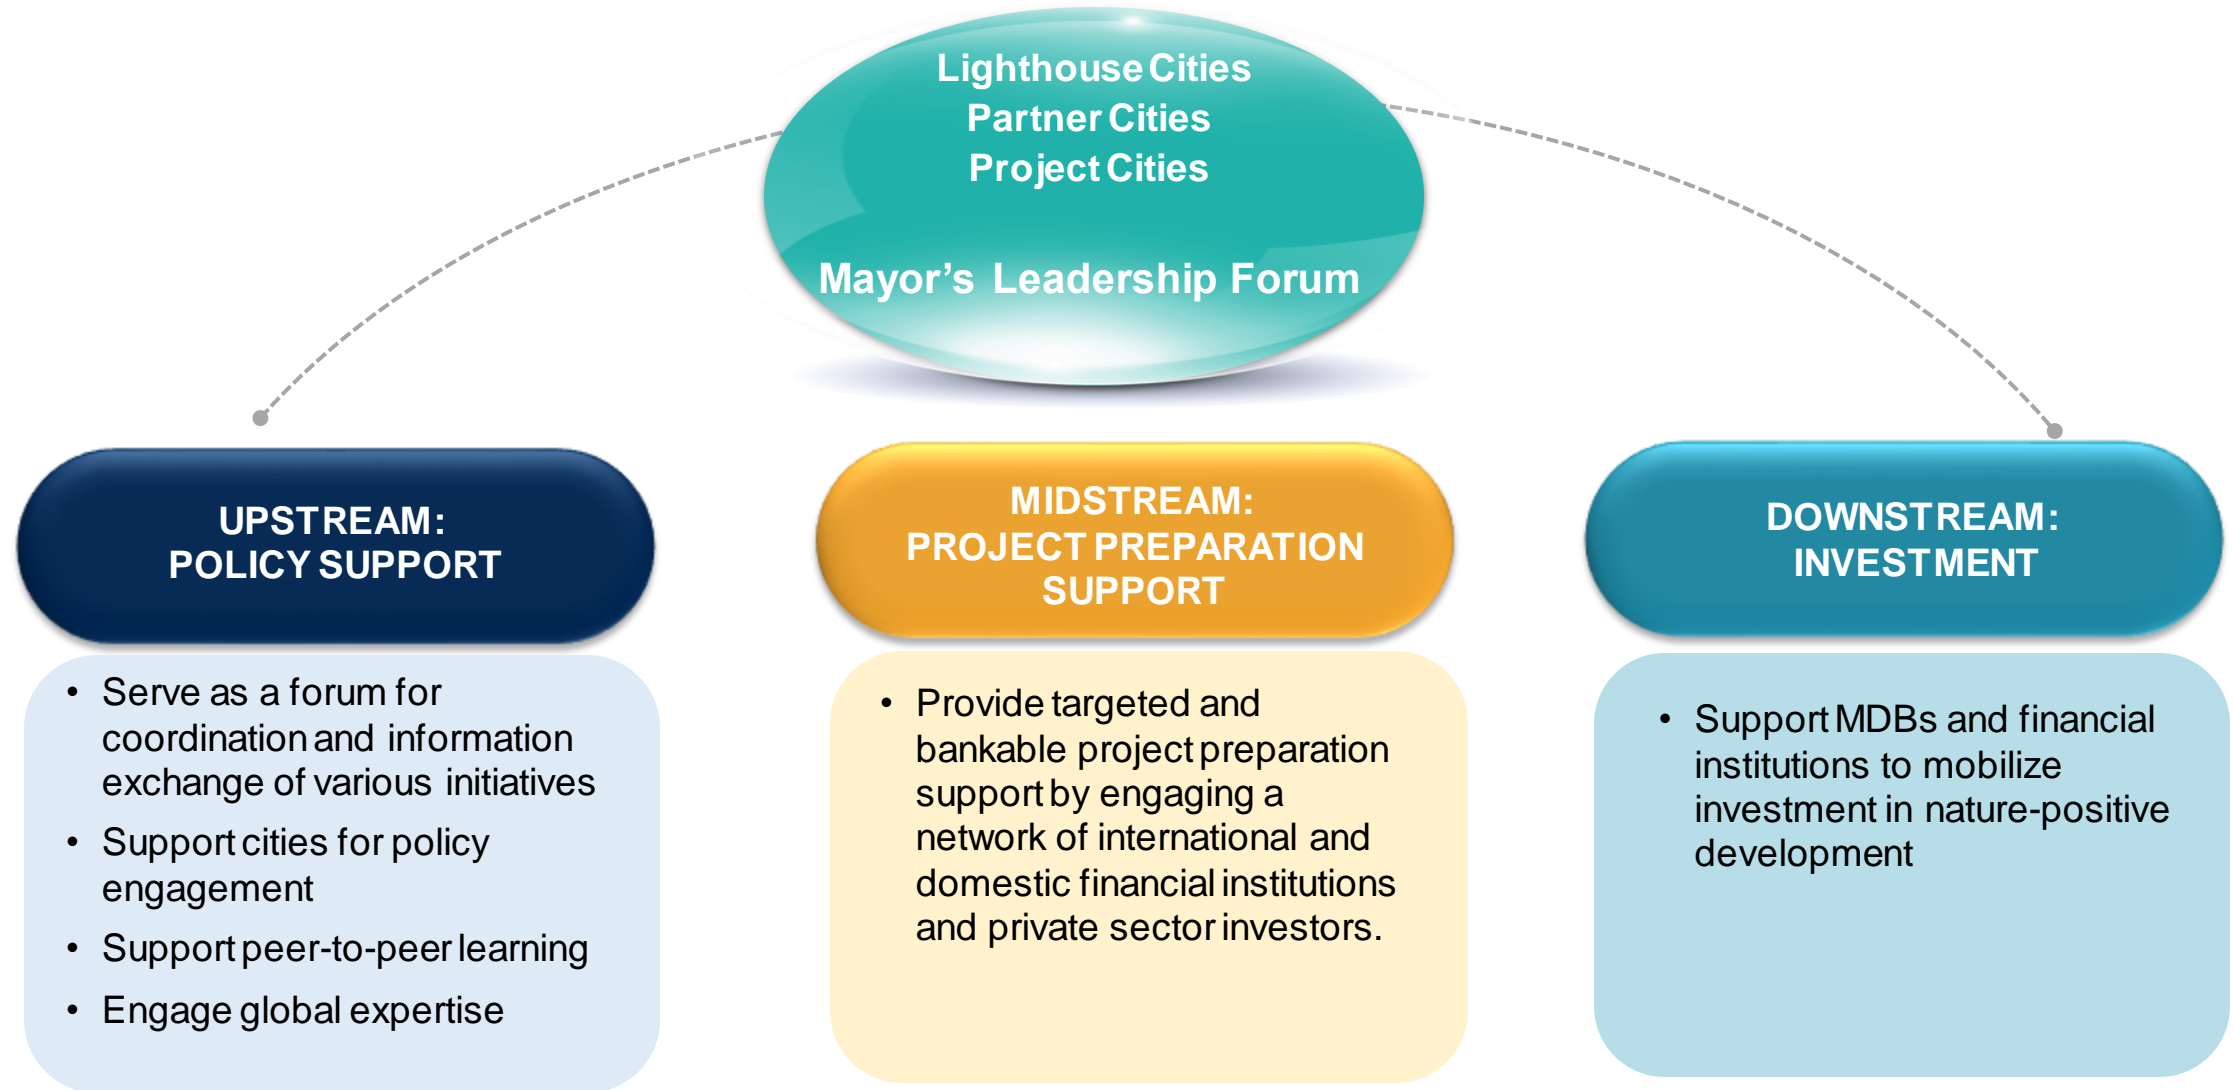 Lighthouse Cities
Partner Cities
Project Cities
Mayor’s Leadership Forum
UPSTREAM:
POLICY SUPPORT
• Serve as a forum for
coordination and information
exchange of various initiatives
• Support cities for policy
engagement
• Support peer-to-peer learning
• Engage global expertise
MIDSTREAM:
PROJECT PREPARATION
SUPPORT
• Provide targeted and
bankable project preparation
support by engaging a
network of international and
domestic financial institutions
and private sector investors.
DOWNSTREAM:
INVESTMENT
• Support MDBs and financial
institutions to mobilize
investment in nature-positive
development